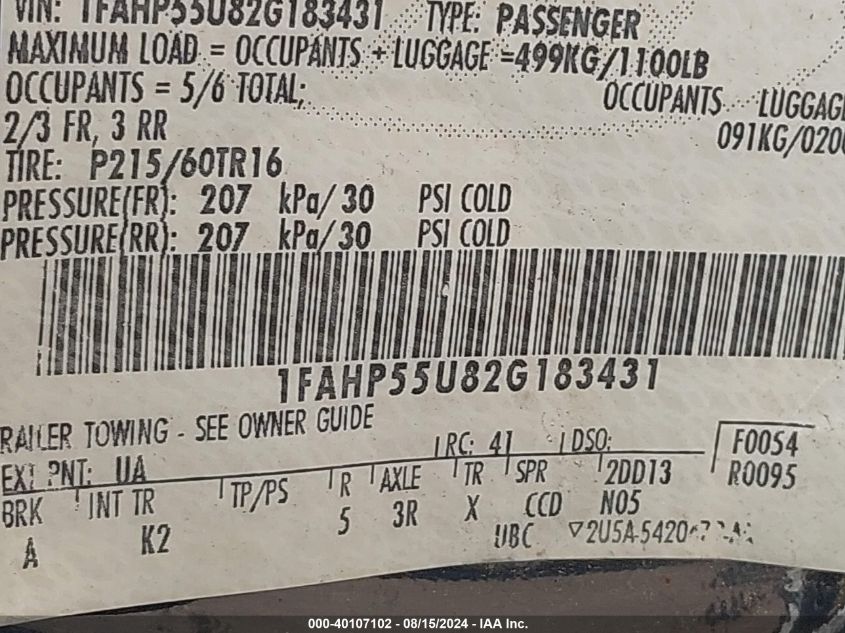 VIN: 1FAHP55U82G183431 TYPE: PASSENGER
MAXIMUM LOAD = OCCUPANTS + LUGGAGE =499KG/1100LB
OCCUPANTS = 5/6 TOTAL; OCCUPANTS LUGGAGE
2/3 FR, 3 RR 091KG/020
TIRE: P215/60TR16
PRESSURE(FR): 207 kPa/30 PSI COLD
PRESSURE(RR): 207 kPa/30 PSI COLD
1FAHP55U82G183431
RAILER TOWING - SEE OWNER GUIDE
EXT PNT: UA RC: 41 DSO: F0054
BRK INT TR TP/PS R AXLE TR SPR 2DD13 R0095
A K2 5 3R X CCD N05
UBC
000-40107102 - 08/15/2024 - IAA Inc.